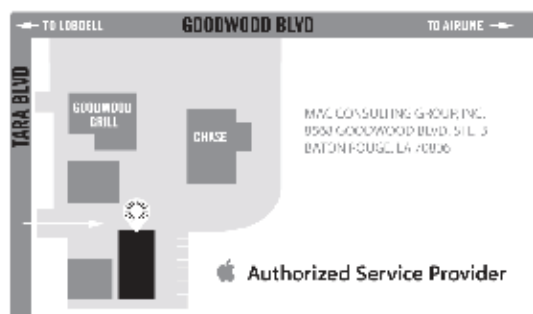 TO LOBDELL
GOODWOOD BLVD
TO AIRLINE
TARA BLVD
GOODWOOD
GRILL
CHASE
MAC CONSULTING GROUP, INC.
GOODWOOD BLVD. STE.
BATON ROUGE, LA
Authorized Service Provider